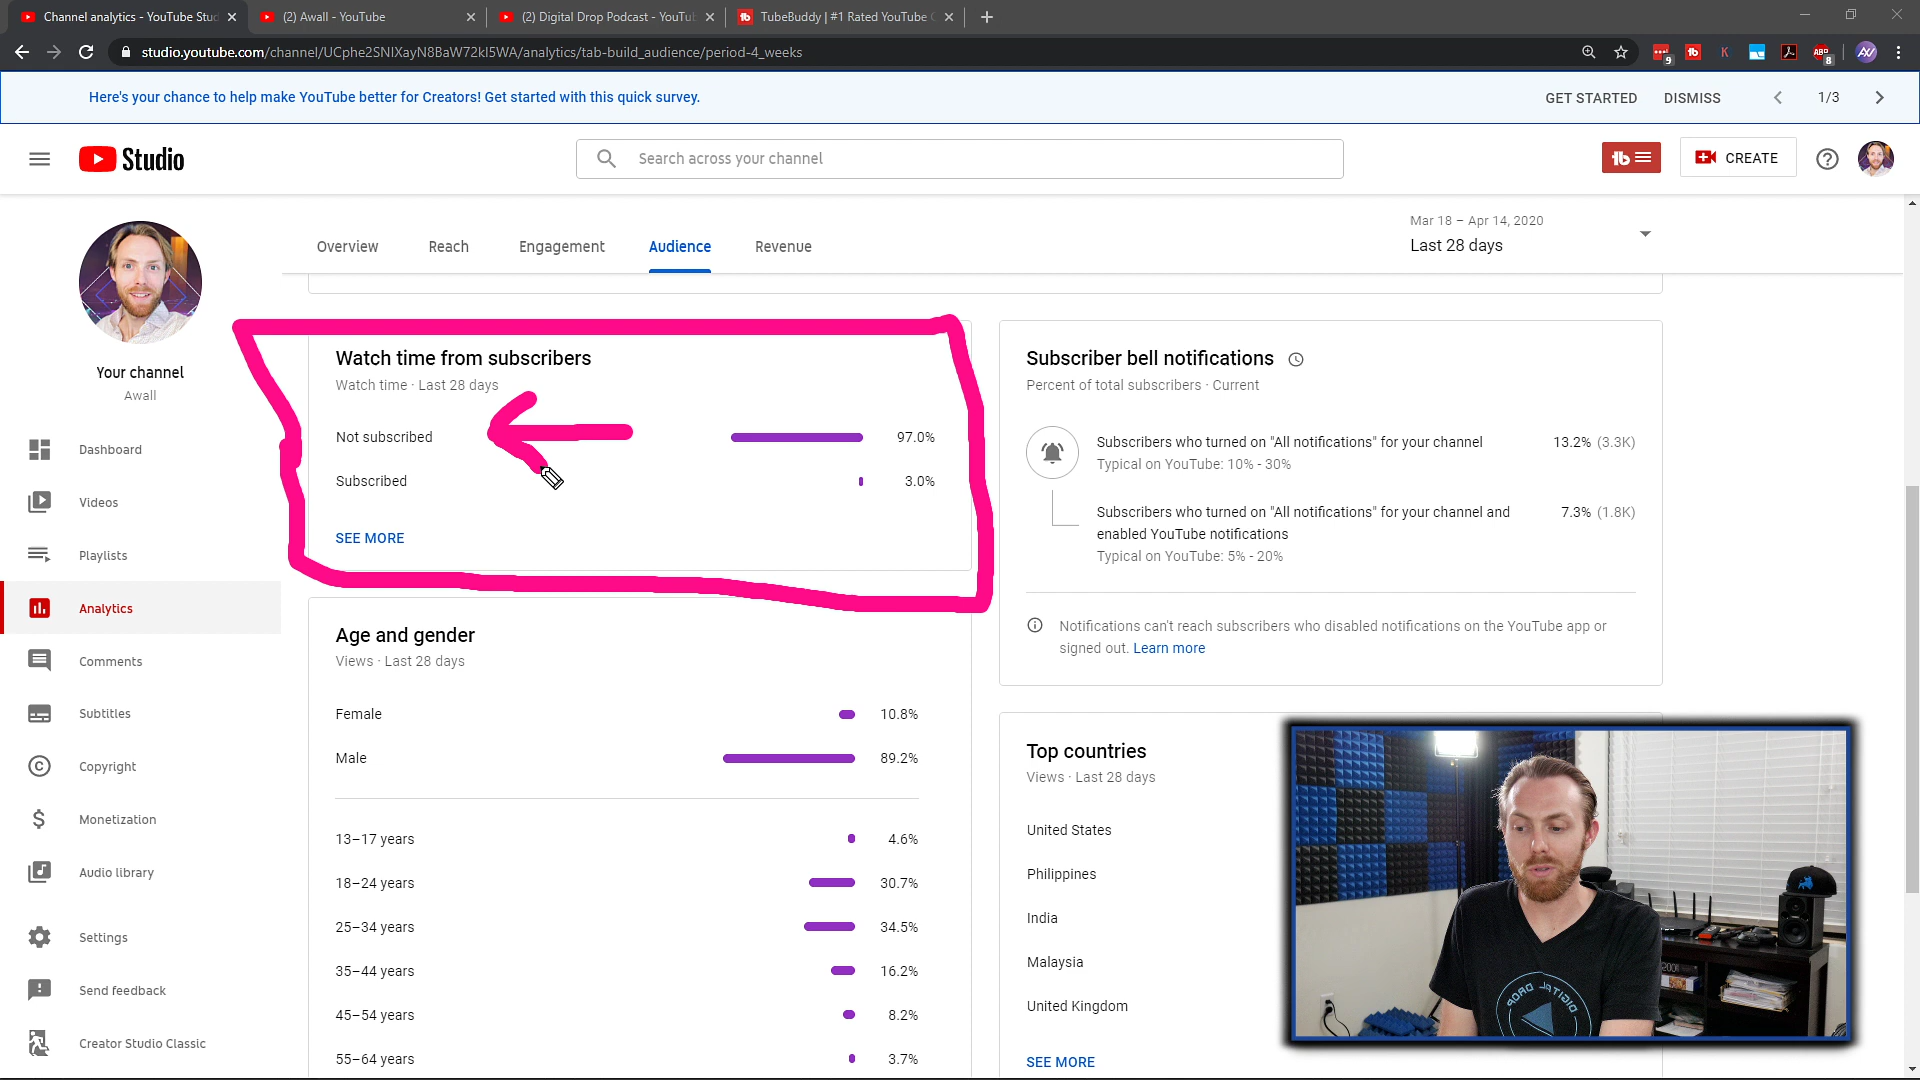 Channel analytics - YouTube Stud
(2) Awall - YouTube
(2) Digital Drop Podcast - YouTub
TubeBuddy | #1 Rated YouTube C
studio.youtube.com/channel/UCphe2SNIXayN8BaW72kI5WA/analytics/tab-build_audience/period-4_weeks
Here's your chance to help make YouTube better for Creators! Get started with this quick survey.
GET STARTED
DISMISS
1/3
Studio
Search across your channel
CREATE
Your channel
Awall
Dashboard
Videos
Playlists
Analytics
Comments
Subtitles
Copyright
Monetization
Audio library
Settings
Send feedback
Creator Studio Classic
Overview
Reach
Engagement
Audience
Revenue
Mar 18 – Apr 14, 2020
Last 28 days
Watch time from subscribers
Watch time · Last 28 days
Not subscribed 97.0%
Subscribed 3.0%
SEE MORE
Age and gender
Views · Last 28 days
Female 10.8%
Male 89.2%
13–17 years 4.6%
18–24 years 30.7%
25–34 years 34.5%
35–44 years 16.2%
45–54 years 8.2%
55–64 years 3.7%
Subscriber bell notifications
Percent of total subscribers · Current
Subscribers who turned on "All notifications" for your channel 13.2% (3.3K)
Typical on YouTube: 10% - 30%
Subscribers who turned on "All notifications" for your channel and 7.3% (1.8K)
enabled YouTube notifications
Typical on YouTube: 5% - 20%
Notifications can't reach subscribers who disabled notifications on the YouTube app or
signed out. Learn more
Top countries
Views · Last 28 days
United States
Philippines
India
Malaysia
United Kingdom
SEE MORE
DIGITAL DROP